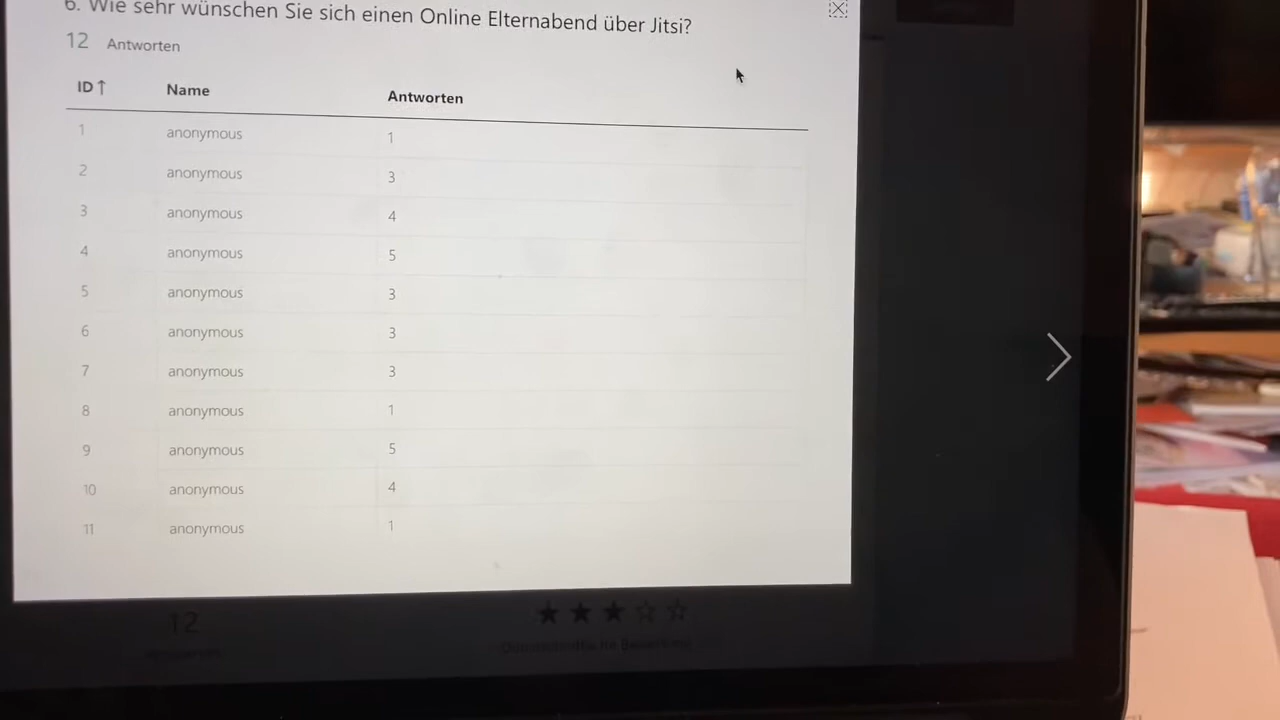 6. Wie sehr wünschen Sie sich einen Online Elternabend über Jitsi?
12 Antworten
ID↑ Name Antworten
1 anonymous 1
2 anonymous 3
3 anonymous 4
4 anonymous 5
5 anonymous 3
6 anonymous 3
7 anonymous 3
8 anonymous 1
9 anonymous 5
10 anonymous 4
11 anonymous 1
12